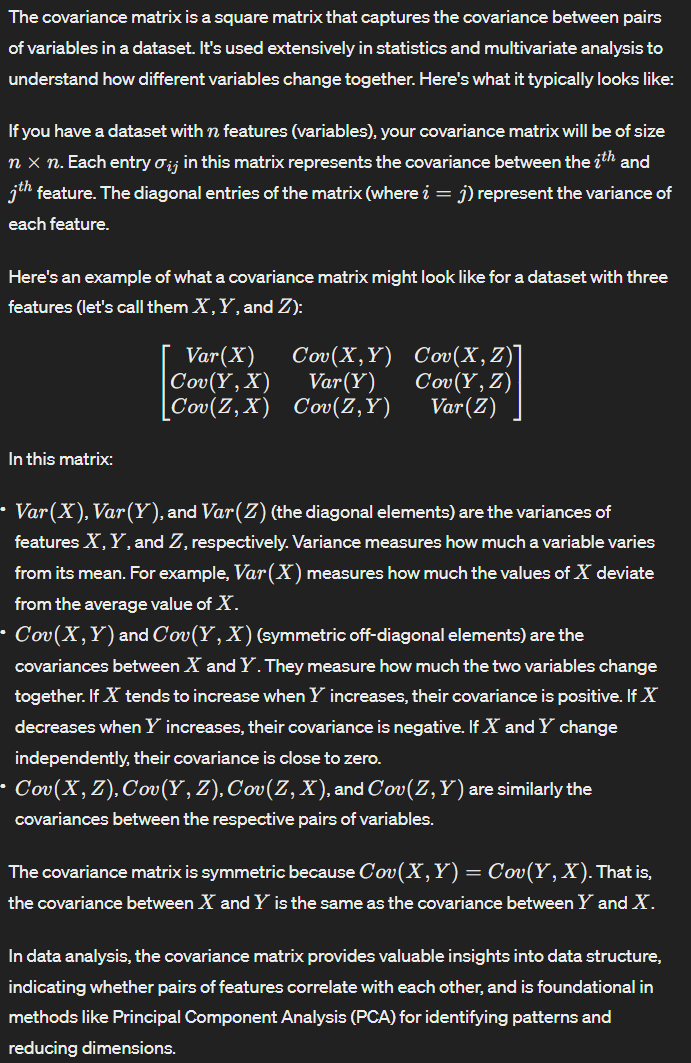 The covariance matrix is a square matrix that captures the covariance between pairs
of variables in a dataset. It's used extensively in statistics and multivariate analysis to
understand how different variables change together. Here's what it typically looks like:
If you have a dataset with n features (variables), your covariance matrix will be of size
n × n. Each entry σij in this matrix represents the covariance between the i^th and
j^th feature. The diagonal entries of the matrix (where i = j) represent the variance of
each feature.
Here's an example of what a covariance matrix might look like for a dataset with three
features (let's call them X, Y, and Z):
Var(X) Cov(X, Y) Cov(X, Z)
Cov(Y, X) Var(Y) Cov(Y, Z)
Cov(Z, X) Cov(Z, Y) Var(Z)
In this matrix:
• Var(X), Var(Y), and Var(Z) (the diagonal elements) are the variances of
features X, Y, and Z, respectively. Variance measures how much a variable varies
from its mean. For example, Var(X) measures how much the values of X deviate
from the average value of X.
• Cov(X, Y) and Cov(Y, X) (symmetric off-diagonal elements) are the
covariances between X and Y. They measure how much the two variables change
together. If X tends to increase when Y increases, their covariance is positive. If X
decreases when Y increases, their covariance is negative. If X and Y change
independently, their covariance is close to zero.
• Cov(X, Z), Cov(Y, Z), Cov(Z, X), and Cov(Z, Y) are similarly the
covariances between the respective pairs of variables.
The covariance matrix is symmetric because Cov(X, Y) = Cov(Y, X). That is,
the covariance between X and Y is the same as the covariance between Y and X.
In data analysis, the covariance matrix provides valuable insights into data structure,
indicating whether pairs of features correlate with each other, and is foundational in
methods like Principal Component Analysis (PCA) for identifying patterns and
reducing dimensions.